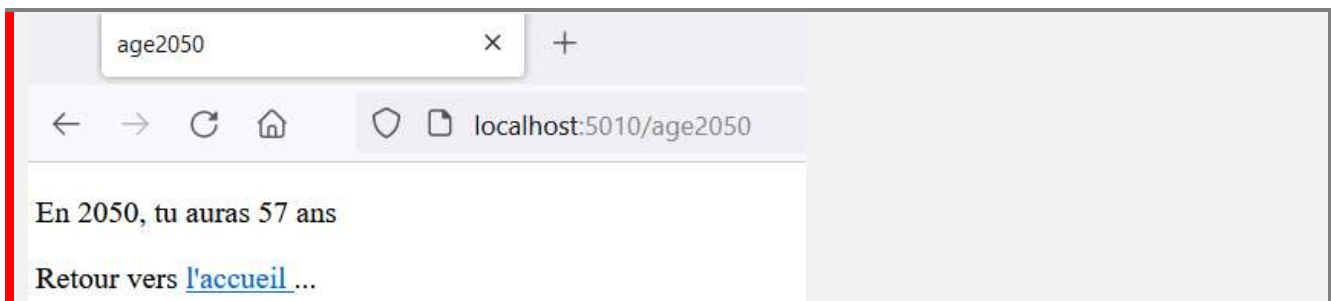 age2050
localhost:5010/age2050
En 2050, tu auras 57 ans
Retour vers l'accueil ...